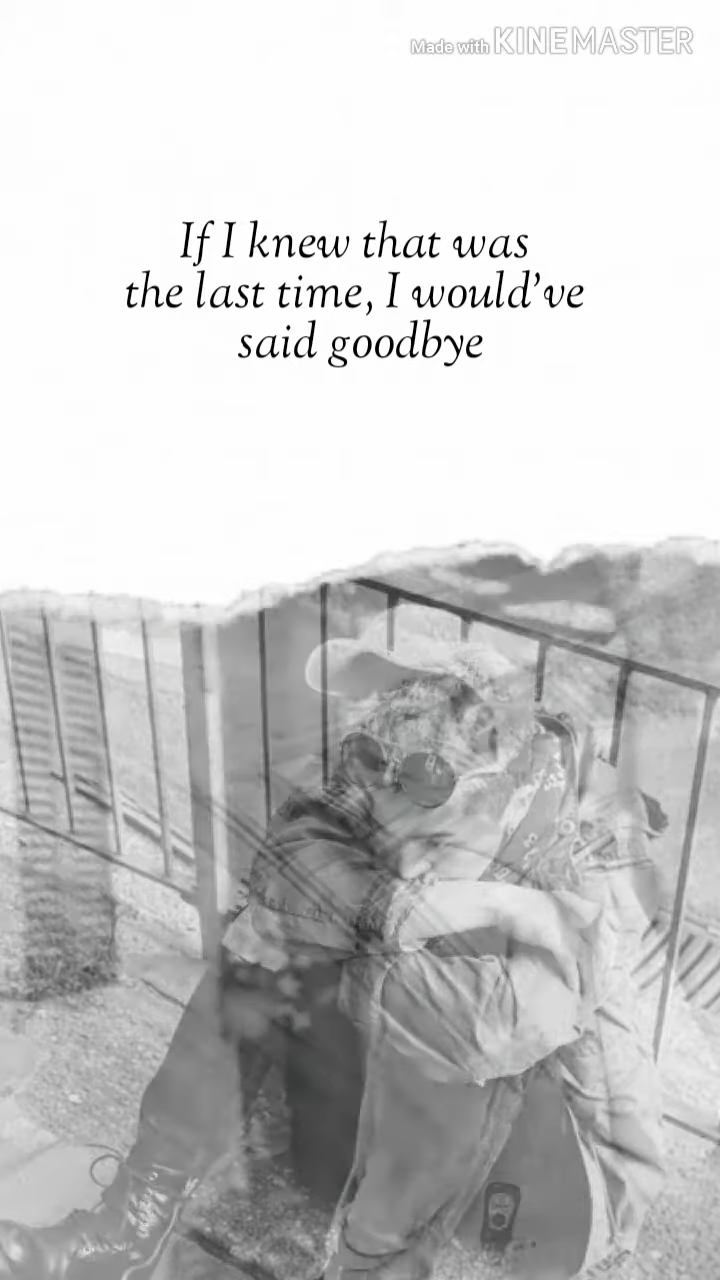 Made with KINEMASTER
If I knew that was
the last time, I would've
said goodbye